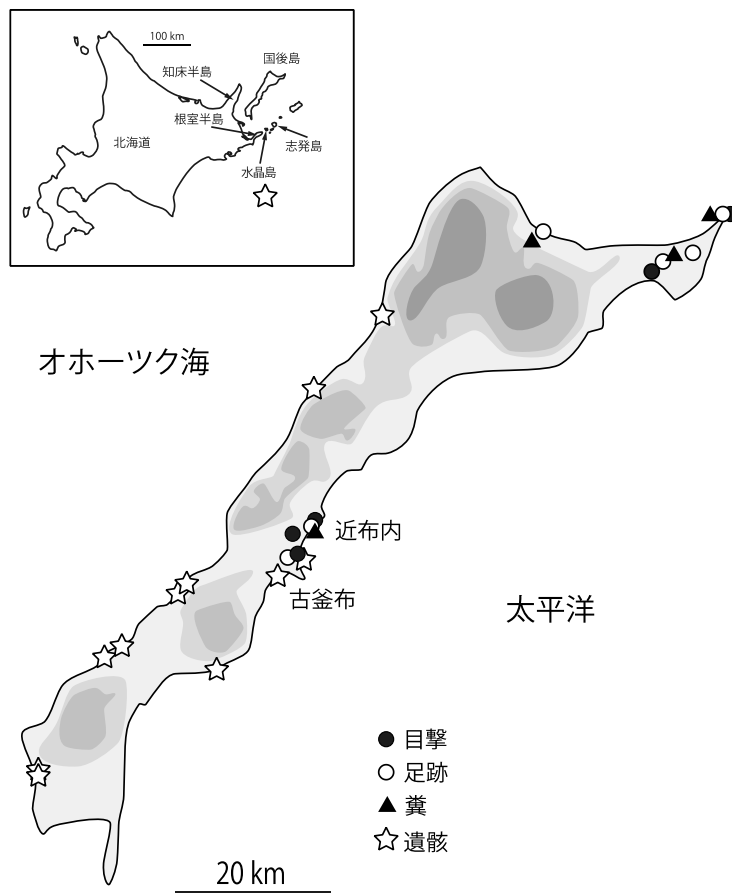 100 km
国後島
知床半島
根室半島
北海道
志発島
水晶島
オホーツク海
近布内
古釜布
太平洋
目撃
足跡
糞
遺骸
20 km